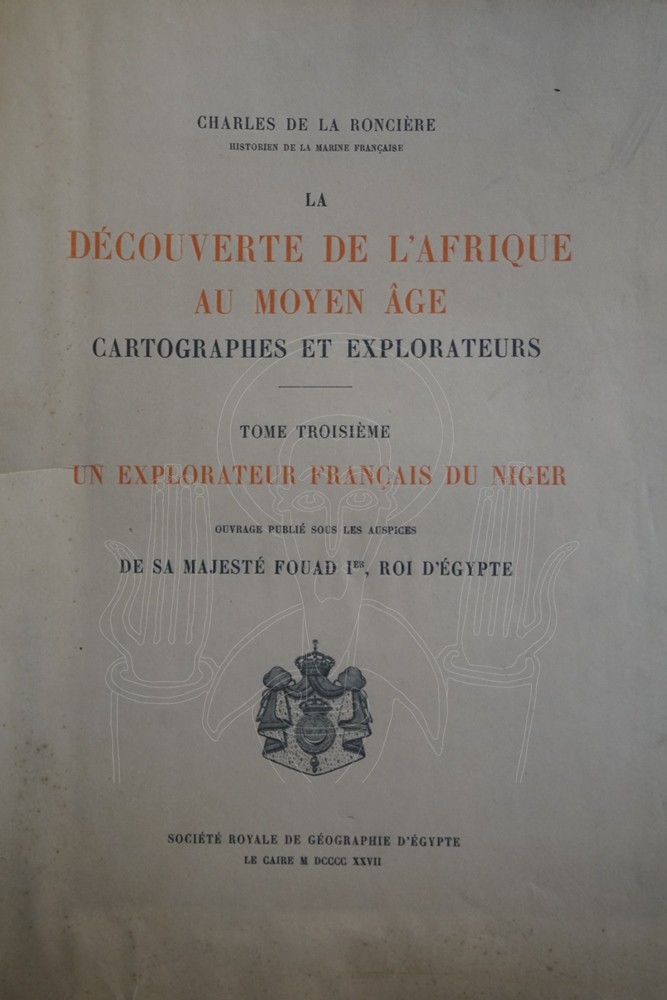 CHARLES DE LA RONCIÈRE
HISTORIEN DE LA MARINE FRANÇAISE
LA
DÉCOUVERTE DE L'AFRIQUE
AU MOYEN ÂGE
CARTOGRAPHES ET EXPLORATEURS
TOME TROISIÈME
UN EXPLORATEUR FRANÇAIS DU NIGER
OUVRAGE PUBLIÉ SOUS LES AUSPICES
DE SA MAJESTÉ FOUAD IER, ROI D'ÉGYPTE
SOCIÉTÉ ROYALE DE GÉOGRAPHIE D'ÉGYPTE
LE CAIRE M DCCCC XXVII